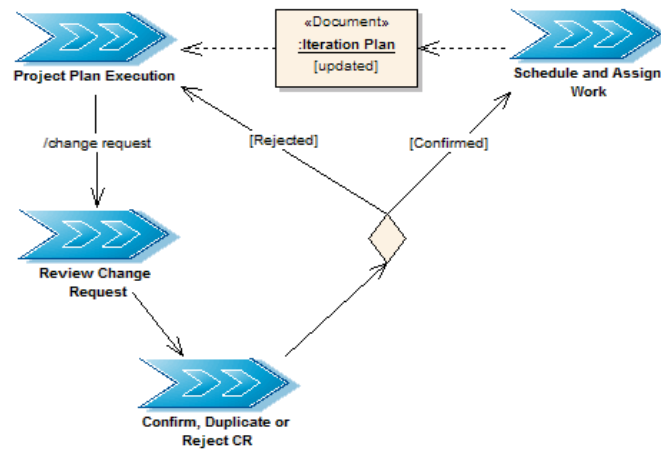 «Document»
:Iteration Plan
[updated]
Project Plan Execution
Schedule and Assign
Work
/change request
[Rejected]
[Confirmed]
Review Change
Request
Confirm, Duplicate or
Reject CR